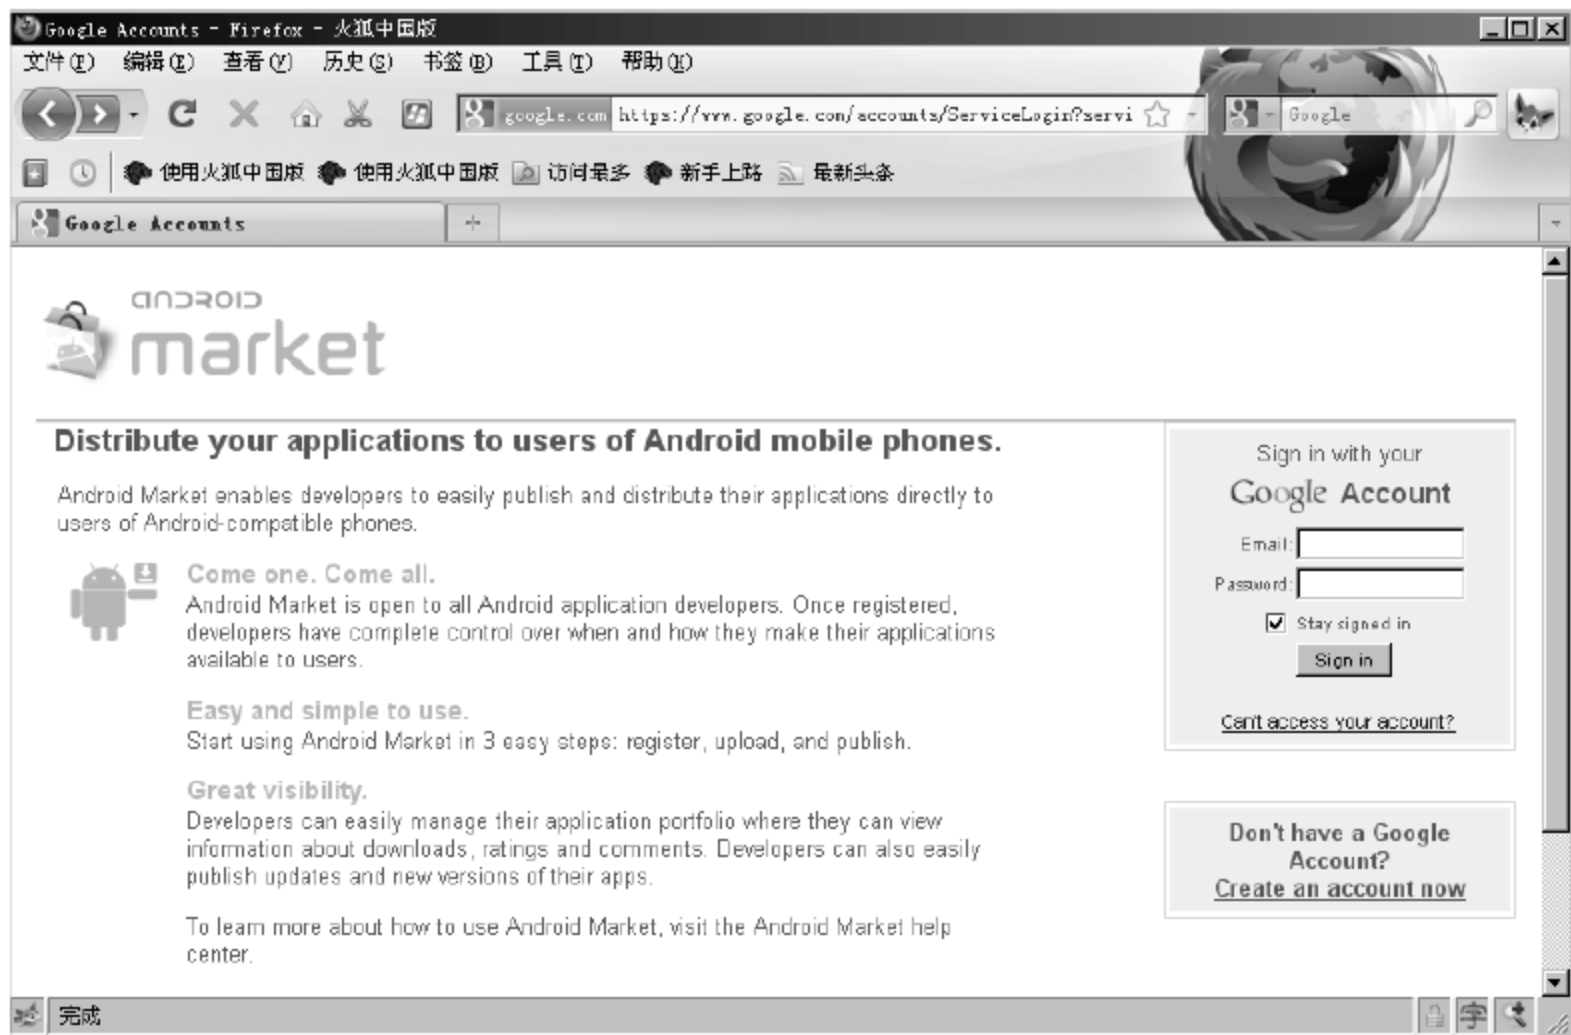 Google Accounts - Firefox - 火狐中国版
文件(F) 编辑(E) 查看(V) 历史(S) 书签(B) 工具(T) 帮助(H)
google.com https://www.google.com/accounts/ServiceLogin?servi Google
使用火狐中国版 使用火狐中国版 访问最多 新手上路 最新头条
Google Accounts
ANDROID
market
Distribute your applications to users of Android mobile phones.
Android Market enables developers to easily publish and distribute their applications directly to
users of Android-compatible phones.
Come one. Come all.
Android Market is open to all Android application developers. Once registered,
developers have complete control over when and how they make their applications
available to users.
Easy and simple to use.
Start using Android Market in 3 easy steps: register, upload, and publish.
Great visibility.
Developers can easily manage their application portfolio where they can view
information about downloads, ratings and comments. Developers can also easily
publish updates and new versions of their apps.
To learn more about how to use Android Market, visit the Android Market help
center.
Sign in with your
Google Account
Email:
Password:
Stay signed in
Sign in
Can't access your account?
Don't have a Google
Account?
Create an account now
完成
字